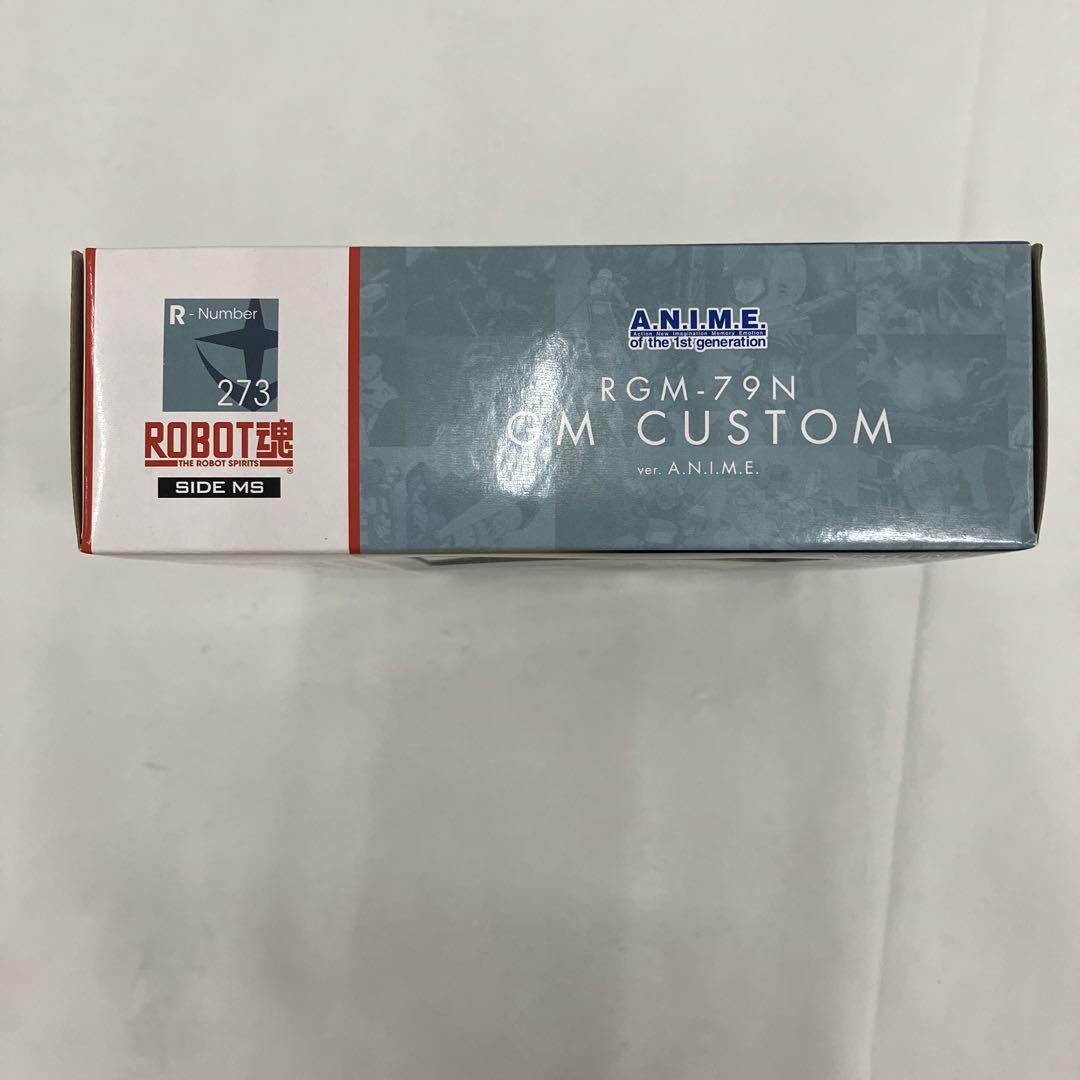 R - Number
273
ROBOT魂
THE ROBOT SPIRITS
®
SIDE MS
A.N.I.M.E.
Action New Imagination Memory Emotion
of the 1st generation
RGM-79N
GM CUSTOM
ver. A.N.I.M.E.